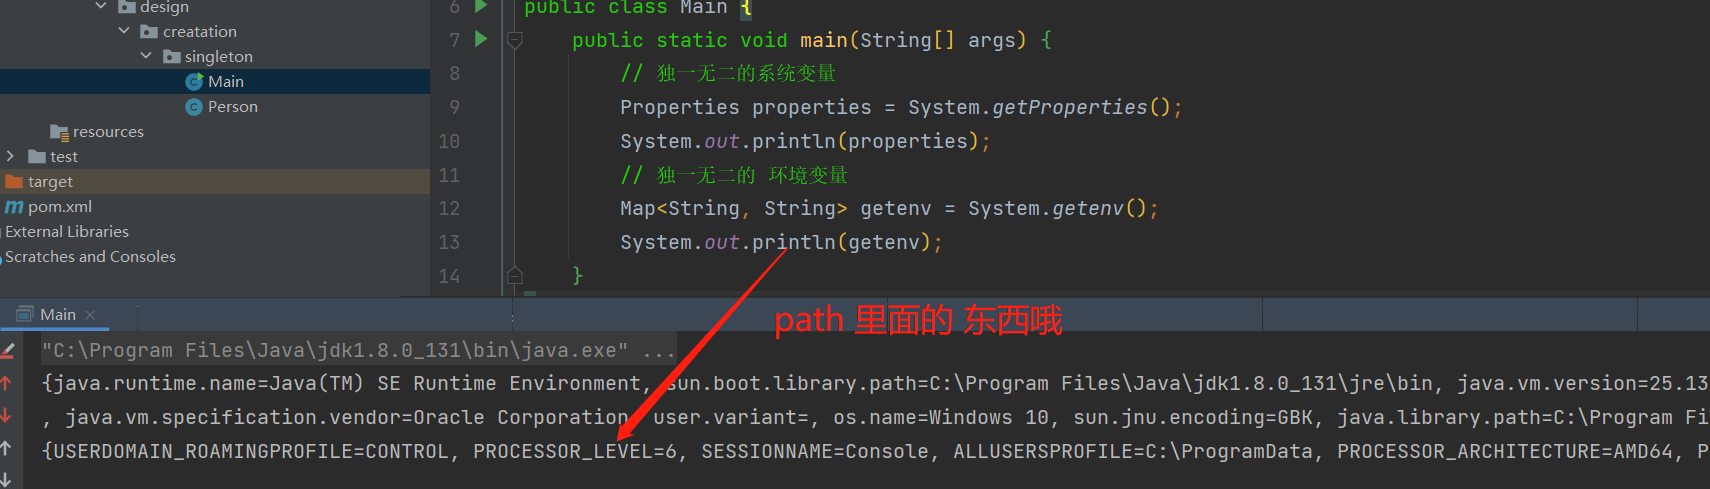 design
creatation
singleton
Main
Person
resources
test
target
pom.xml
External Libraries
Scratches and Consoles
6 public class Main {
7 public static void main(String[] args) {
8 // 独一无二的系统变量
9 Properties properties = System.getProperties();
10 System.out.println(properties);
11 // 独一无二的 环境变量
12 Map<String, String> getenv = System.getenv();
13 System.out.println(getenv);
14 }
path 里面的 东西哦
Main
"C:\Program Files\Java\jdk1.8.0_131\bin\java.exe" ...
{java.runtime.name=Java(TM) SE Runtime Environment, sun.boot.library.path=C:\Program Files\Java\jdk1.8.0_131\jre\bin, java.vm.version=25.13
, java.vm.specification.vendor=Oracle Corporation, user.variant=, os.name=Windows 10, sun.jnu.encoding=GBK, java.library.path=C:\Program Fi
{USERDOMAIN_ROAMINGPROFILE=CONTROL, PROCESSOR_LEVEL=6, SESSIONNAME=Console, ALLUSERSPROFILE=C:\ProgramData, PROCESSOR_ARCHITECTURE=AMD64, P